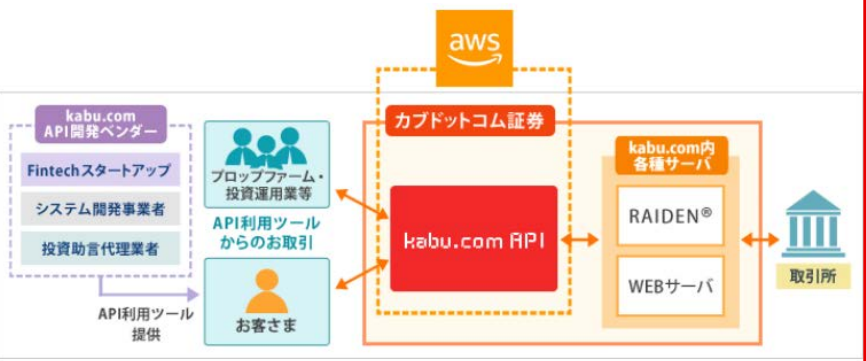 aws
kabu.com
API開発ベンダー
Fintechスタートアップ
システム開発事業者
投資助言代理業者
API利用ツール
提供
プロップファーム・
投資運用業等
API利用ツール
からのお取引
お客さま
カブドットコム証券
kabu.com API
kabu.com内
各種サーバ
RAIDEN®
WEBサーバ
取引所